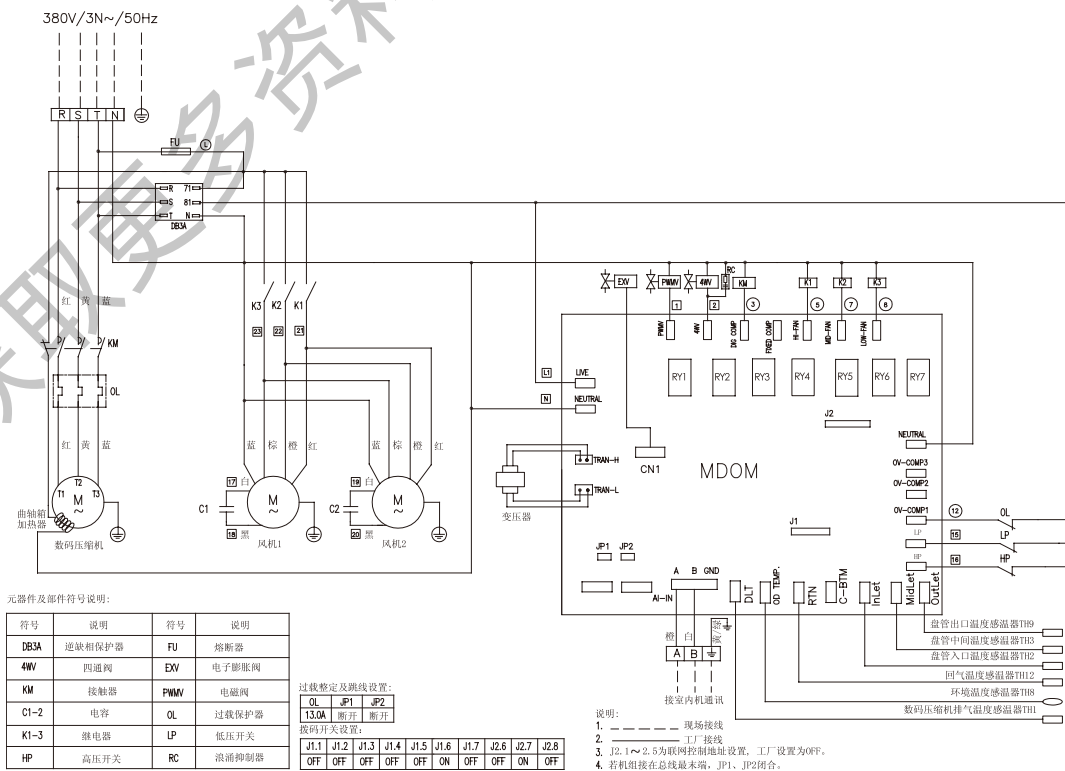 获取更多资料
380V/3N~/50Hz
R S T N
FU L
R 71
S 81
T N
DB3A
红 黄 蓝
KM
OL
红 黄 蓝
T1 T2 T3
M
~
曲轴箱
加热器
数码压缩机
K3 K2 K1
23 22 21
蓝 棕 橙 红
蓝 棕 橙 红
17 白
C1
18 黑
M
~
风机1
19 白
C2
20 黑
M
~
风机2
EXV PWMV 4WV RC KM K1 K2 K3
1 2 3 5 7 8
PWMV 4WV DIG COMP FIXED COMP HI-FAN MID-FAN LOW-FAN
RY1 RY2 RY3 RY4 RY5 RY6 RY7
L1 LIVE
N NEUTRAL
J2
NEUTRAL
CN1
MDOM
TRAN-H
TRAN-L
变压器
OV-COMP3
OV-COMP2
OV-COMP1 12 OL
LP 15 LP
HP 16 HP
J1
JP1 JP2
A B GND
AI-IN
DLT
OD TEMP.
RTN
C-BTM
InLet
MidLet
OutLet
橙 白 黄/绿
A B
接室内机通讯
盘管出口温度感温器TH9
盘管中间温度感温器TH3
盘管入口温度感温器TH2
回气温度感温器TH12
环境温度感温器TH8
数码压缩机排气温度感温器TH1
元器件及部件符号说明:
符号 说明 符号 说明
DB3A 逆缺相保护器 FU 熔断器
4WV 四通阀 EXV 电子膨胀阀
KM 接触器 PWMV 电磁阀
C1-2 电容 OL 过载保护器
K1-3 继电器 LP 低压开关
HP 高压开关 RC 浪涌抑制器
过载整定及跳线设置:
OL JP1 JP2
13.0A 断开 断开
拨码开关设置:
J1.1 J1.2 J1.3 J1.4 J1.5 J1.6 J1.7 J2.6 J2.7 J2.8
OFF OFF OFF OFF OFF ON OFF OFF ON OFF
说明:
1. 现场接线
2. 工厂接线
3. J2.1~2.5为联网控制地址设置, 工厂设置为OFF。
4. 若机组接在总线最末端, JP1、JP2闭合。